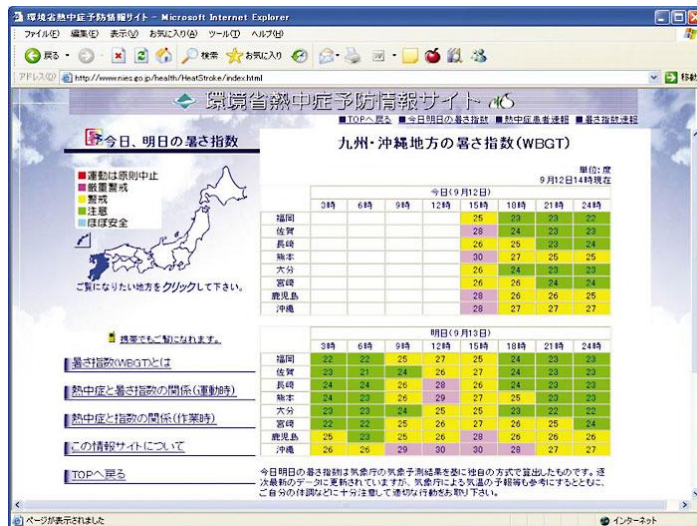 環境省熱中症予防情報サイト - Microsoft Internet Explorer
ファイル(F) 編集(E) 表示(V) お気に入り(A) ツール(T) ヘルプ(H)
戻る 検索 お気に入り
アドレス(D) http://www.nies.go.jp/health/HeatStroke/index.html 移動
環境省熱中症予防情報サイト
■TOPへ戻る ■今日明日の暑さ指数 ■熱中症患者速報 ■暑さ指数速報
今日、明日の暑さ指数
■運動は原則中止
■厳重警戒
■警戒
■注意
■ほぼ安全
ご覧になりたい地方をクリックして下さい。
携帯でもご覧になれます。
暑さ指数(WBGT)とは
熱中症と暑さ指数の関係(運動時)
熱中症と指数の関係(作業時)
この情報サイトについて
TOPへ戻る
九州・沖縄地方の暑さ指数(WBGT)
単位:度
9月12日14時現在
今日(9月12日)
3時 6時 9時 12時 15時 18時 21時 24時
福岡 25 23 23 22
佐賀 28 24 23 23
長崎 26 25 23 24
熊本 30 27 25 25
大分 26 24 23 23
宮崎 26 26 24 24
鹿児島 28 26 26 25
沖縄 28 27 27 27
明日(9月13日)
3時 6時 9時 12時 15時 18時 21時 24時
福岡 22 22 25 27 25 24 23 23
佐賀 23 21 24 26 27 24 23 23
長崎 24 24 26 28 26 24 23 23
熊本 24 23 26 29 27 25 24 23
大分 23 23 24 25 25 23 22 22
宮崎 22 22 25 26 27 26 25 24
鹿児島 25 23 25 26 28 26 26 26
沖縄 26 26 29 30 30 28 27 27
今日明日の暑さ指数は気象庁の気象予測結果を基に独自の方式で算出したものです。逐
次最新のデータに更新されていますが、気象庁による気温の予報等も参考にするとともに、
ご自分の体調などに十分注意して適切な行動をお取り下さい。
ページが表示されました インターネット